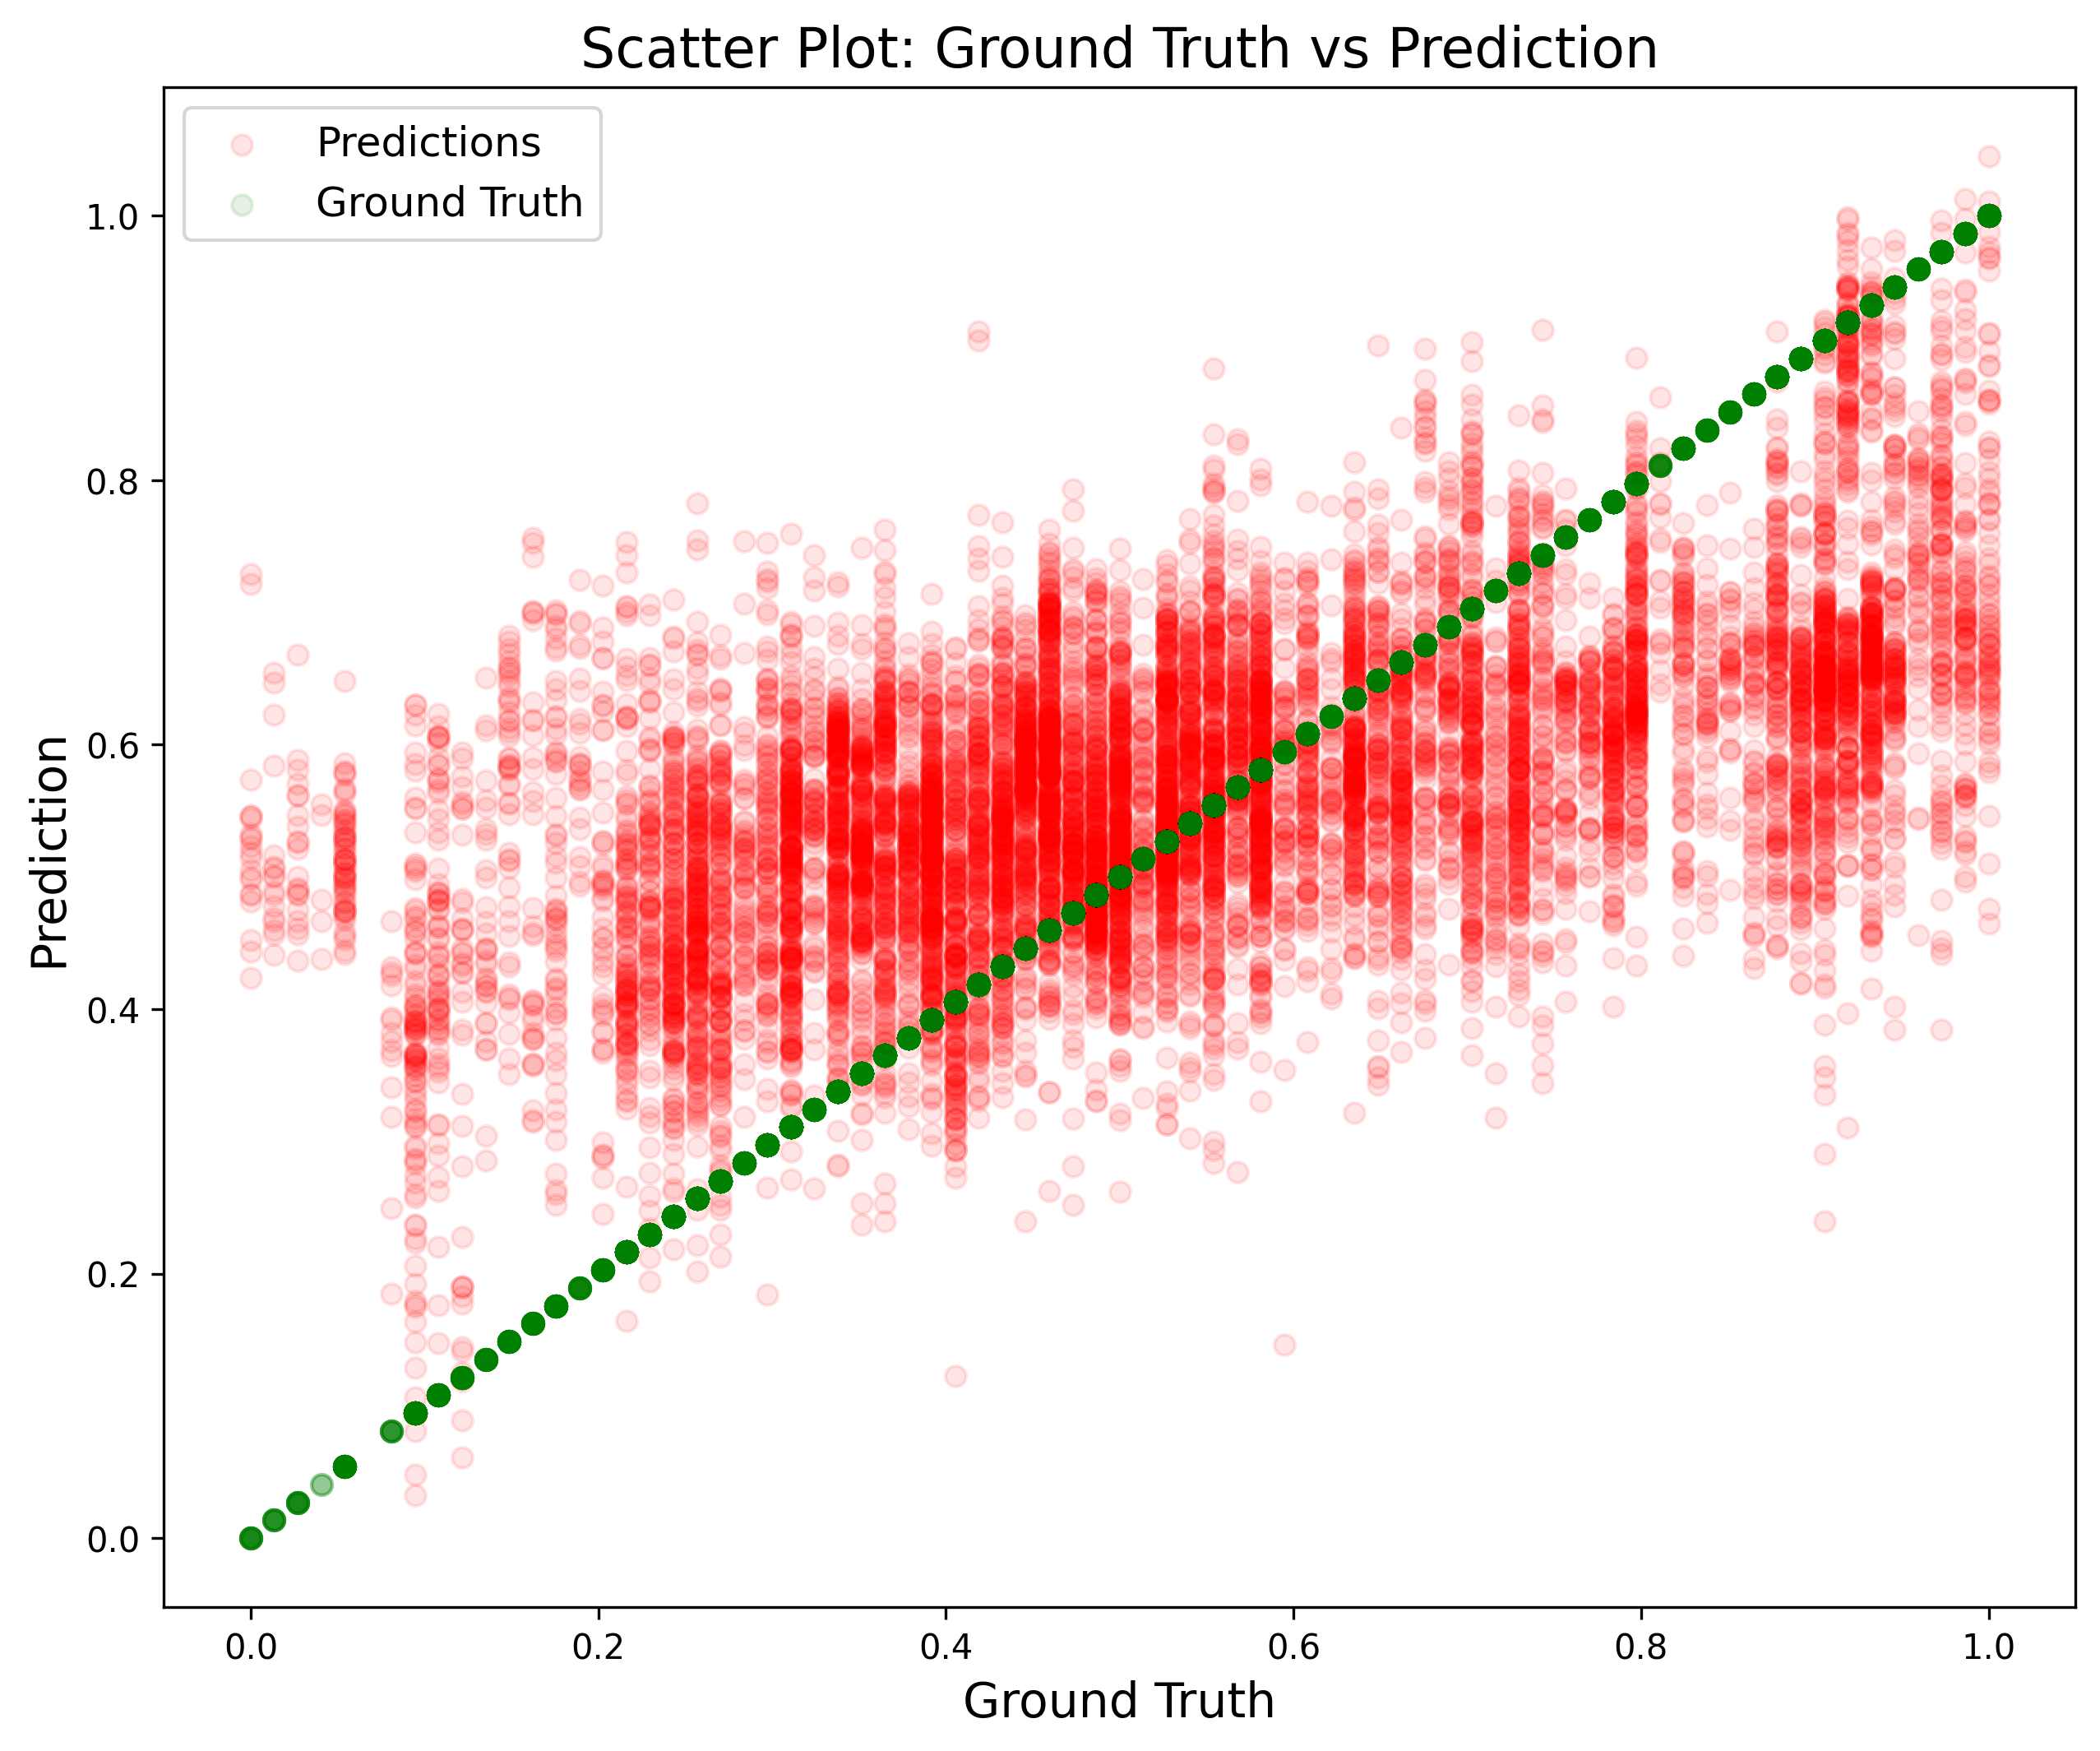 Scatter Plot: Ground Truth vs Prediction
Predictions
Ground Truth
1.0
0.8
0.6
0.4
0.2
0.0
Prediction
0.0 0.2 0.4 0.6 0.8 1.0
Ground Truth